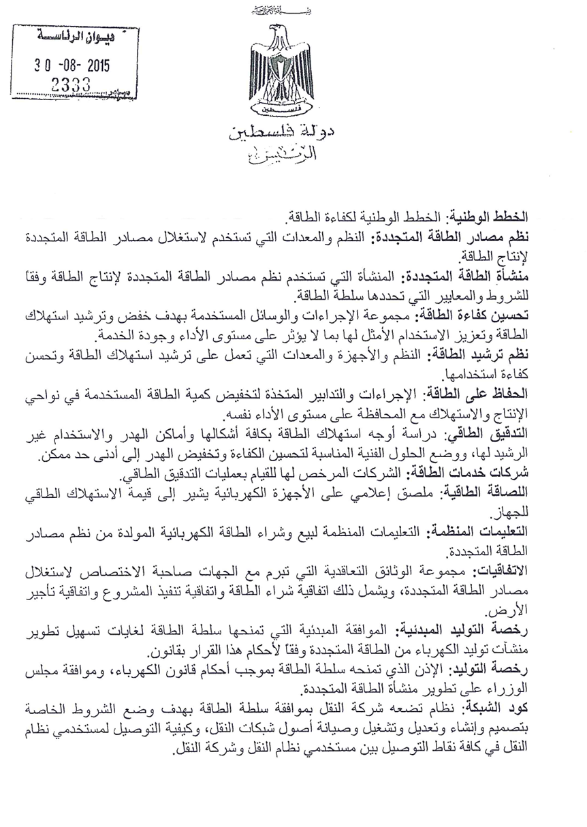 ديوان الرئاسة
30 -08- 2015
2333
فلسطين
دولة فلسطين
الرئيس
الخطط الوطنية: الخطط الوطنية لكفاءة الطاقة.
نظم مصادر الطاقة المتجددة: النظم والمعدات التي تستخدم لاستغلال مصادر الطاقة المتجددة
لإنتاج الطاقة.
منشأة الطاقة المتجددة: المنشأة التي تستخدم نظم مصادر الطاقة المتجددة لإنتاج الطاقة وفقاً
للشروط والمعايير التي تحددها سلطة الطاقة.
تحسين كفاءة الطاقة: مجموعة الإجراءات والوسائل المستخدمة بهدف خفض وترشيد استهلاك
الطاقة وتعزيز الاستخدام الأمثل لها بما لا يؤثر على مستوى الأداء وجودة الخدمة.
نظم ترشيد الطاقة: النظم والأجهزة والمعدات التي تعمل على ترشيد استهلاك الطاقة وتحسن
كفاءة استخدامها.
الحفاظ على الطاقة: الإجراءات والتدابير المتخذة لتخفيض كمية الطاقة المستخدمة في نواحي
الإنتاج والاستهلاك مع المحافظة على مستوى الأداء نفسه.
التدقيق الطاقي: دراسة أوجه استهلاك الطاقة بكافة أشكالها وأماكن الهدر والاستخدام غير
الرشيد لها، ووضع الحلول الفنية المناسبة لتحسين الكفاءة وتخفيض الهدر إلى أدنى حد ممكن.
شركات خدمات الطاقة: الشركات المرخص لها للقيام بعمليات التدقيق الطاقي.
اللصاقة الطاقية: ملصق إعلامي على الأجهزة الكهربائية يشير إلى قيمة الاستهلاك الطاقي
للجهاز.
التعليمات المنظمة: التعليمات المنظمة لبيع وشراء الطاقة الكهربائية المولدة من نظم مصادر
الطاقة المتجددة.
الاتفاقيات: مجموعة الوثائق التعاقدية التي تبرم مع الجهات صاحبة الاختصاص لاستغلال
مصادر الطاقة المتجددة، ويشمل ذلك اتفاقية شراء الطاقة واتفاقية تنفيذ المشروع واتفاقية تأجير
الأرض.
رخصة التوليد المبدئية: الموافقة المبدئية التي تمنحها سلطة الطاقة لغايات تسهيل تطوير
منشآت توليد الكهرباء من الطاقة المتجددة وفقاً لأحكام هذا القرار بقانون.
رخصة التوليد: الإذن الذي تمنحه سلطة الطاقة بموجب أحكام قانون الكهرباء، وموافقة مجلس
الوزراء على تطوير منشأة الطاقة المتجددة.
كود الشبكة: نظام تضعه شركة النقل بموافقة سلطة الطاقة بهدف وضع الشروط الخاصة
بتصميم وإنشاء وتعديل وتشغيل وصيانة أصول شبكات النقل، وكيفية التوصيل لمستخدمي نظام
النقل في كافة نقاط التوصيل بين مستخدمي نظام النقل وشركة النقل.